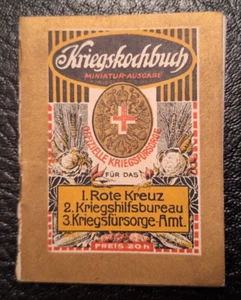 Kriegskochbuch
MINIATUR-AUSGABE
OFFIZIELLE KRIEGSFÜRSORGE
FÜR DAS
1. Rote Kreuz
2. Kriegshilfsbureau
3. Kriegsfürsorge-Amt.
PREIS 20 h